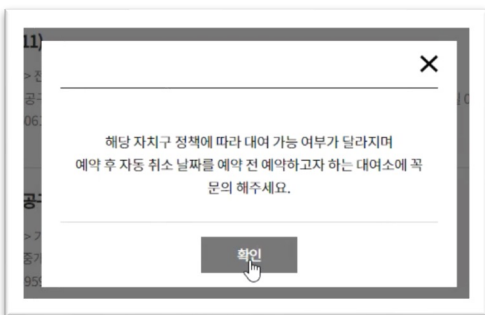 11)
해당 자치구 정책에 따라 대여 가능 여부가 달라지며
예약 후 자동 취소 날짜를 예약 전 예약하고자 하는 대여소에 꼭
문의 해주세요.
확인